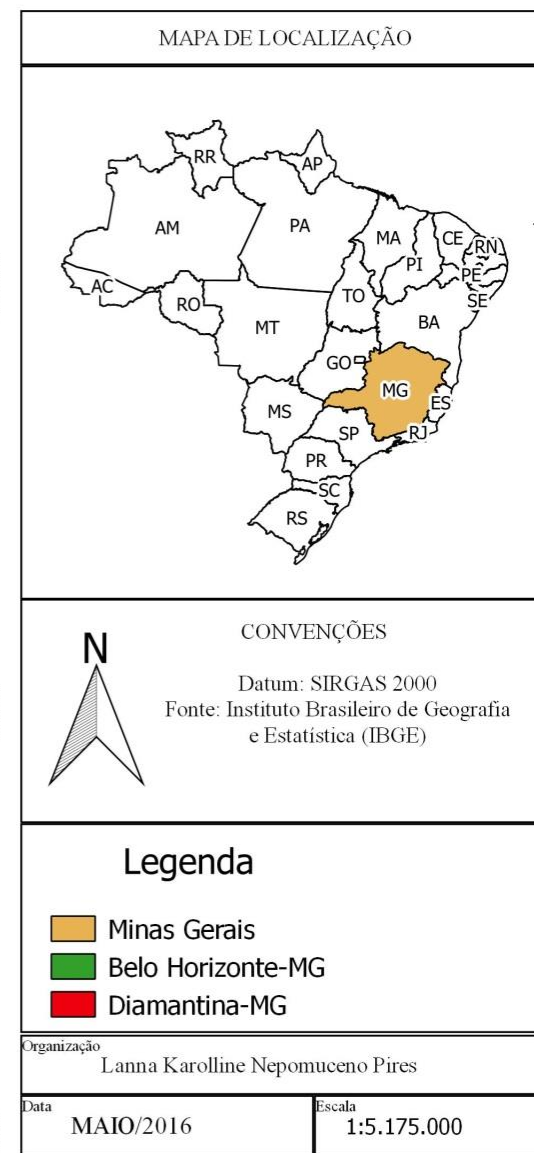 MAPA DE LOCALIZAÇÃO
RR
AP
AM
PA
MA
CE
RN
PI
PE
AC
SE
RO
TO
BA
MT
GO
MG
ES
MS
SP
RJ
PR
SC
RS
N
CONVENÇÕES
Datum: SIRGAS 2000
Fonte: Instituto Brasileiro de Geografia
e Estatística (IBGE)
Legenda
Minas Gerais
Belo Horizonte-MG
Diamantina-MG
Organização
Lanna Karolline Nepomuceno Pires
Data
MAIO/2016
Escala
1:5.175.000